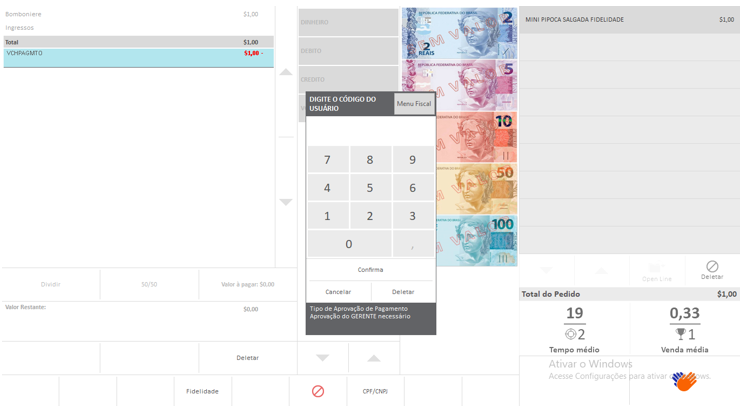 Bomboniere $1,00
Ingressos
Total $1,00
VCHPAGMTO $1,00 -
DINHEIRO
DEBITO
CREDITO
REPÚBLICA FEDERATIVA DO BRASIL
2
2
REAIS
5
10
50
100
DIGITE O CÓDIGO DO
USUÁRIO
Menu Fiscal
7 8 9
4 5 6
1 2 3
0 ,
Confirma
Cancelar Deletar
Tipo de Aprovação de Pagamento
Aprovação do GERENTE necessário
Dividir 50/50 Valor à pagar: $0,00
Valor Restante: $0,00
Deletar
Fidelidade
CPF/CNPJ
MINI PIPOCA SALGADA FIDELIDADE $1,00
Open Line
Deletar
Total do Pedido $1,00
19 0,33
2 1
Tempo médio Venda média
Ativar o Windows
Acesse Configurações para ativar